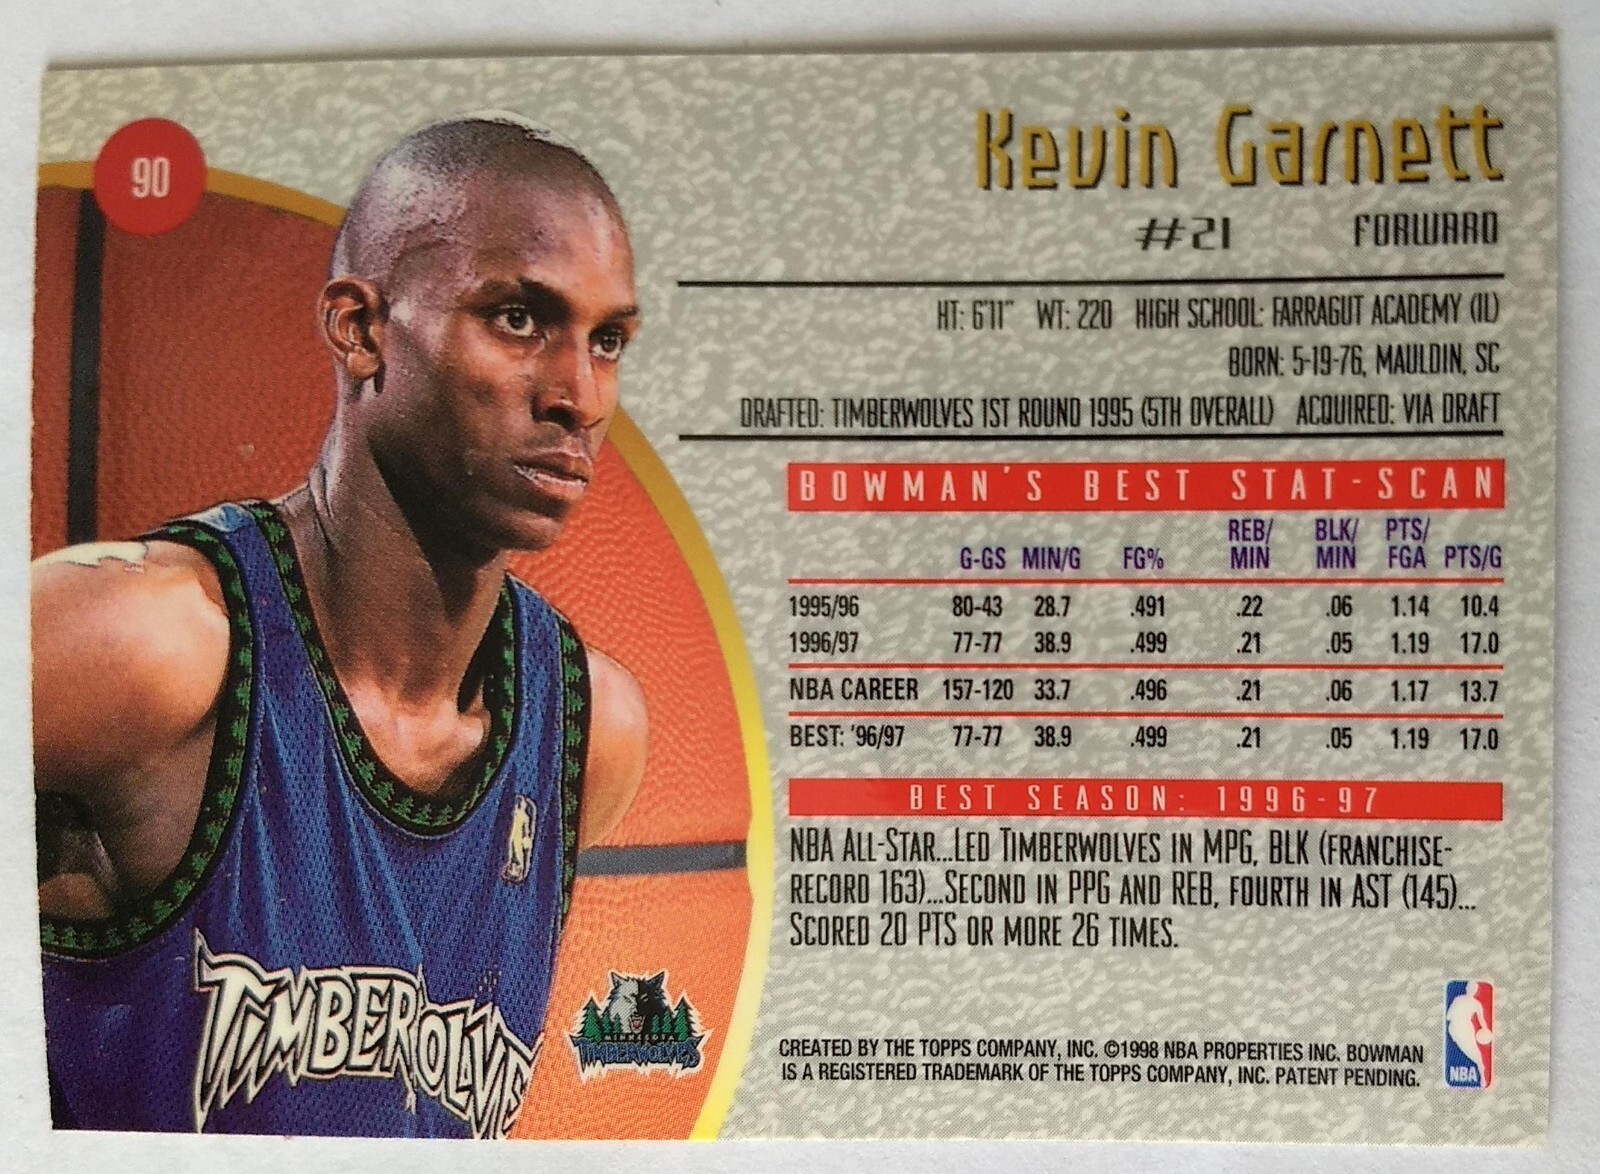 90
Kevin Garnett
#21 FORWARD
HT: 6'11" WT: 220 HIGH SCHOOL: FARRAGUT ACADEMY (IL)
BORN: 5-19-76, MAULDIN, SC
DRAFTED: TIMBERWOLVES 1ST ROUND 1995 (5TH OVERALL) ACQUIRED: VIA DRAFT
BOWMAN'S BEST STAT-SCAN
REB/ BLK/ PTS/
G-GS MIN/G FG% MIN MIN FGA PTS/G
1995/96 80-43 28.7 .491 .22 .06 1.14 10.4
1996/97 77-77 38.9 .499 .21 .05 1.19 17.0
NBA CAREER 157-120 33.7 .496 .21 .06 1.17 13.7
BEST: '96/97 77-77 38.9 .499 .21 .05 1.19 17.0
BEST SEASON: 1996-97
NBA ALL-STAR...LED TIMBERWOLVES IN MPG, BLK (FRANCHISE-
RECORD 163)...SECOND IN PPG AND REB, FOURTH IN AST (145)...
SCORED 20 PTS OR MORE 26 TIMES.
TIMBERWOLVES
MINNESOTA
TIMBERWOLVES
CREATED BY THE TOPPS COMPANY, INC. ©1998 NBA PROPERTIES INC. BOWMAN
IS A REGISTERED TRADEMARK OF THE TOPPS COMPANY, INC. PATENT PENDING.
NBA